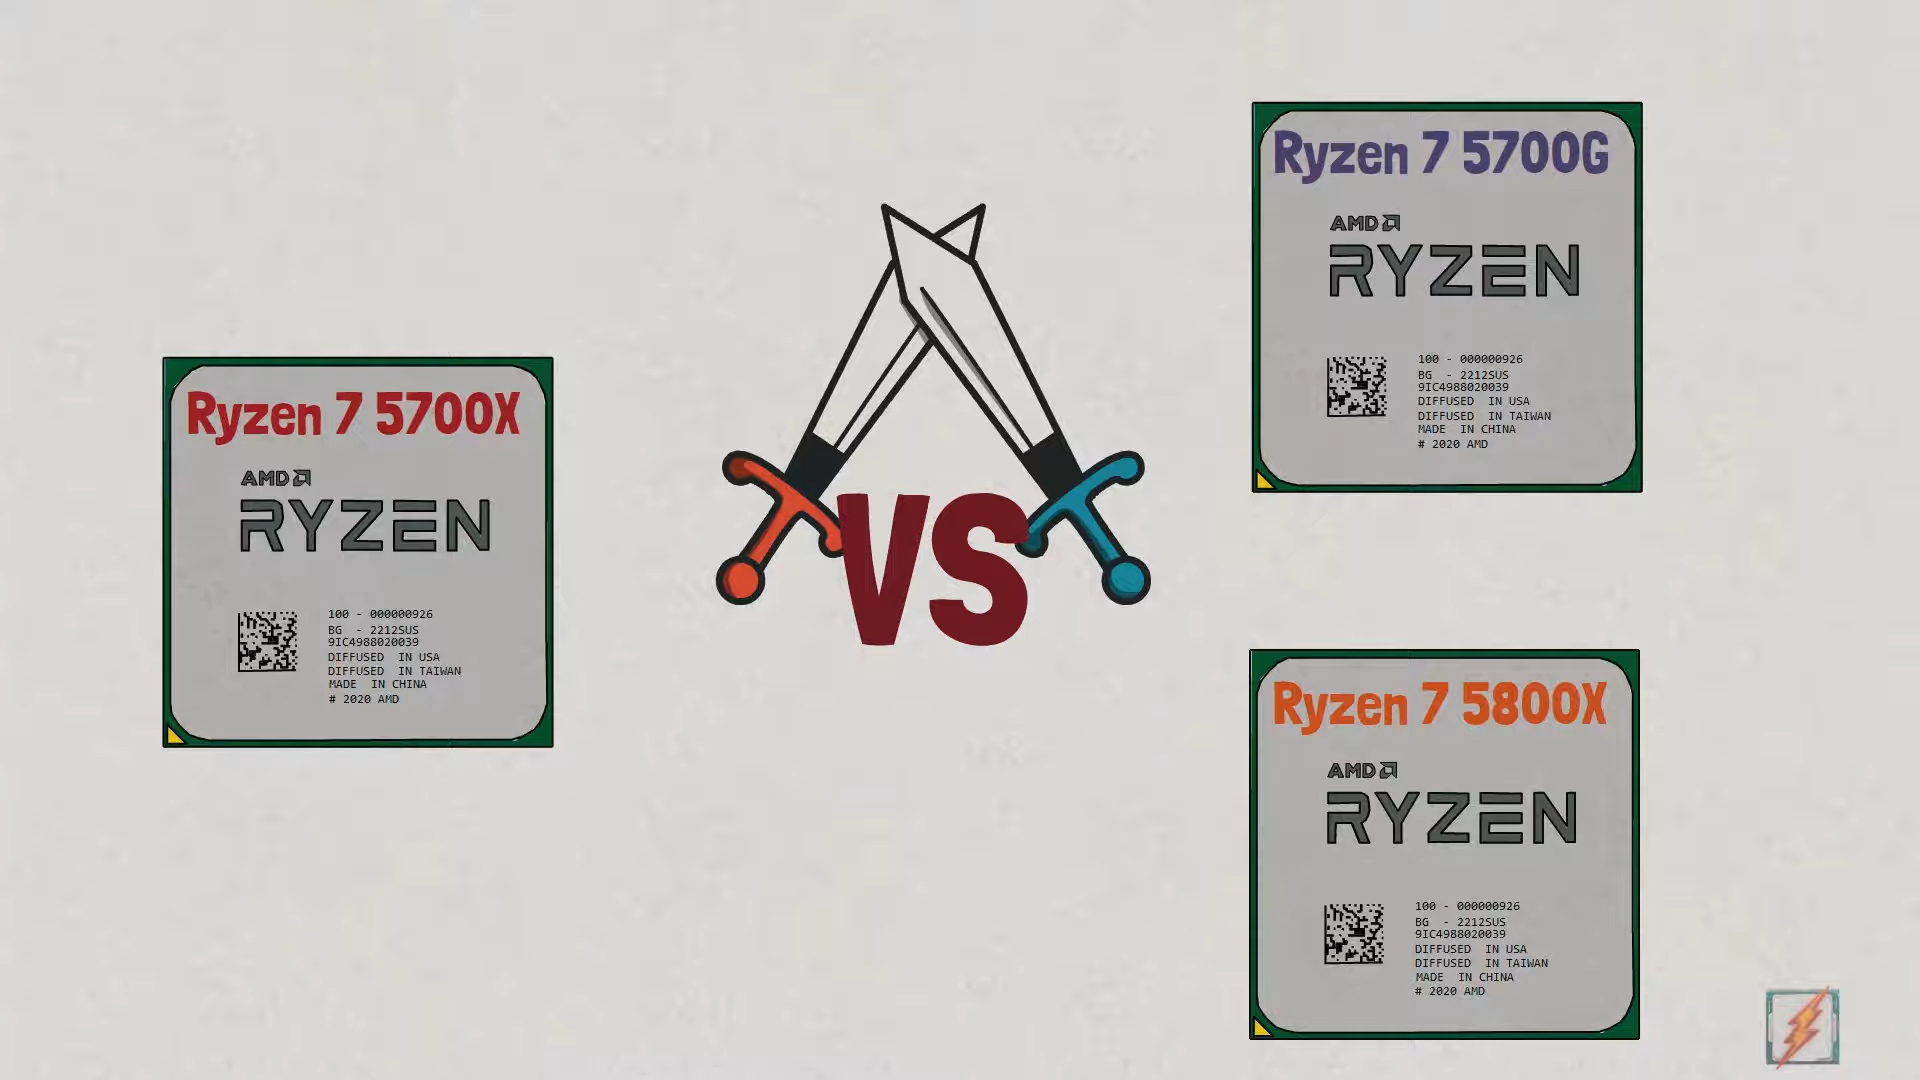 Ryzen 7 5700X
AMD
RYZEN
100 - 000000926
BG - 2212SUS
9IC4988020039
DIFFUSED IN USA
DIFFUSED IN TAIWAN
MADE IN CHINA
# 2020 AMD
VS
Ryzen 7 5700G
AMD
RYZEN
100 - 000000926
BG - 2212SUS
9IC4988020039
DIFFUSED IN USA
DIFFUSED IN TAIWAN
MADE IN CHINA
# 2020 AMD
Ryzen 7 5800X
AMD
RYZEN
100 - 000000926
BG - 2212SUS
9IC4988020039
DIFFUSED IN USA
DIFFUSED IN TAIWAN
MADE IN CHINA
# 2020 AMD